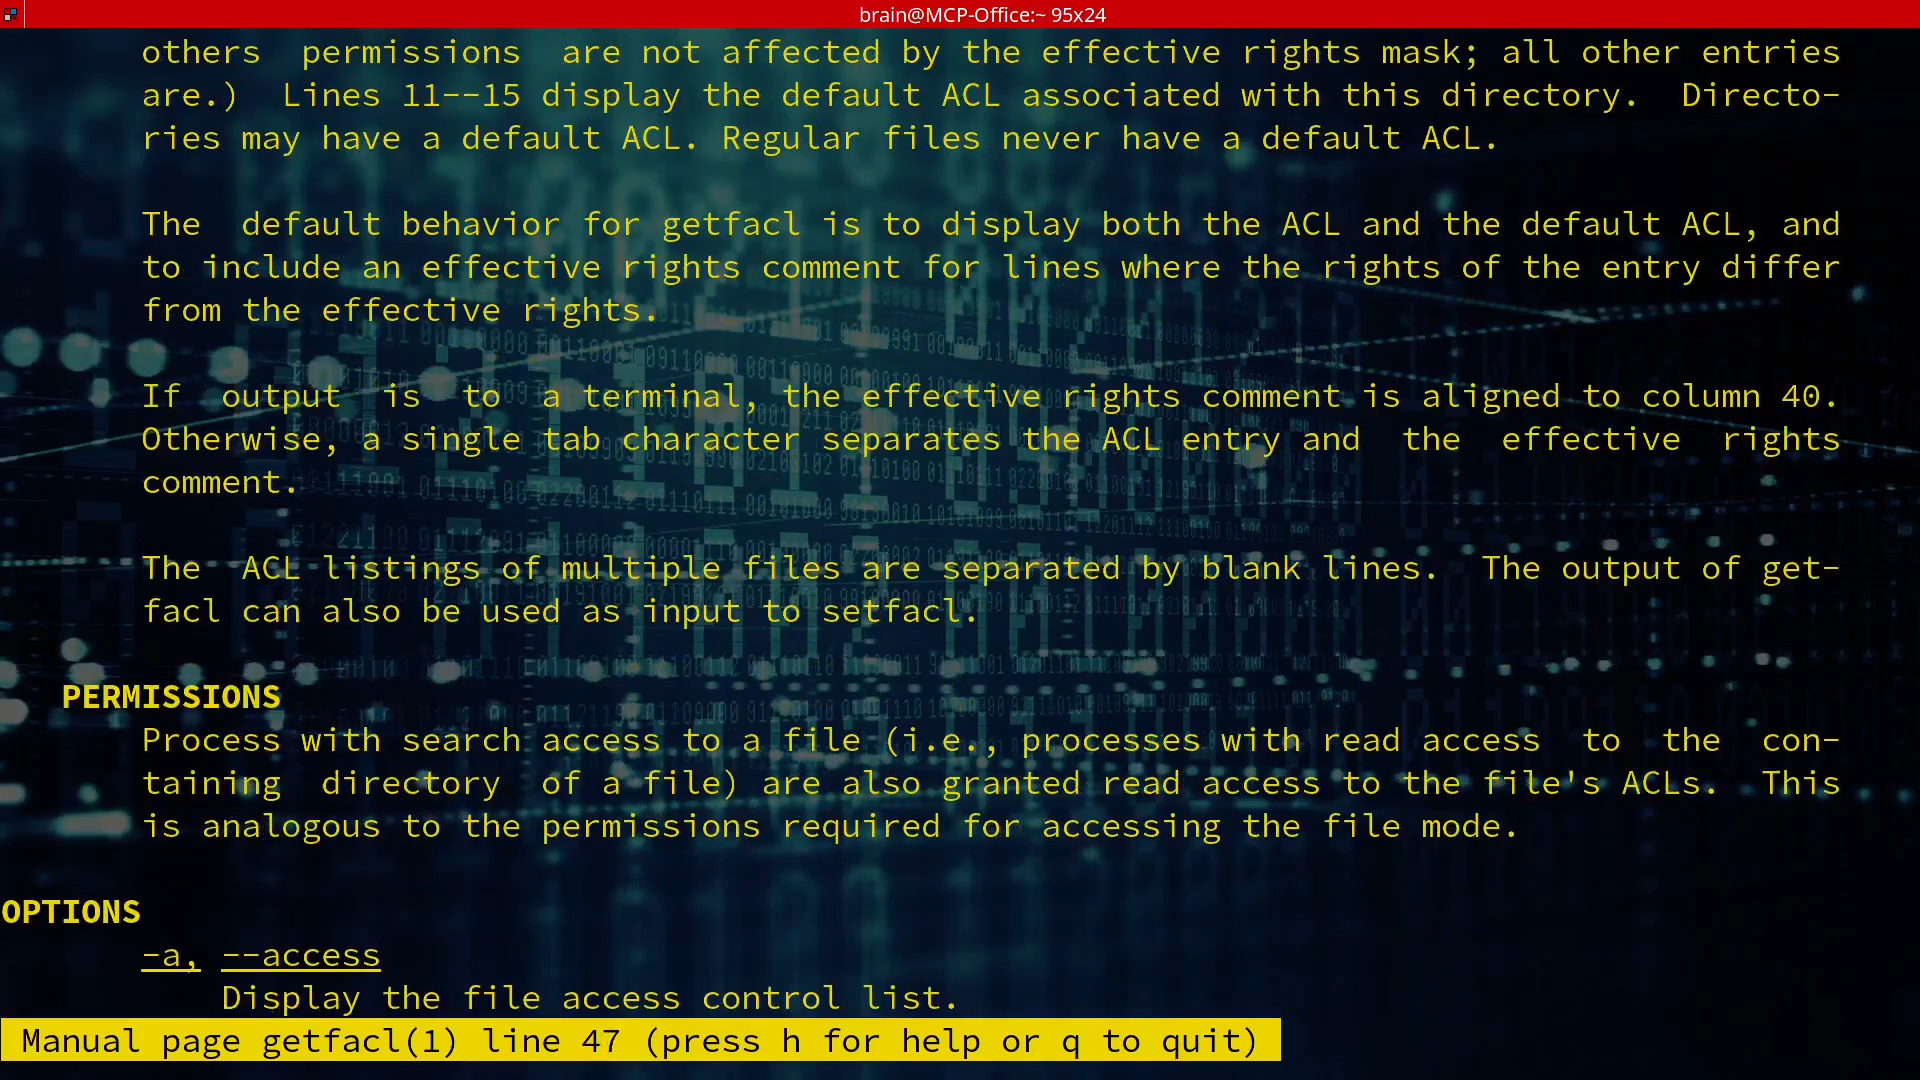 brain@MCP-Office:~ 95x24
others permissions are not affected by the effective rights mask; all other entries
are.) Lines 11--15 display the default ACL associated with this directory. Directo-
ries may have a default ACL. Regular files never have a default ACL.
The default behavior for getfacl is to display both the ACL and the default ACL, and
to include an effective rights comment for lines where the rights of the entry differ
from the effective rights.
If output is to a terminal, the effective rights comment is aligned to column 40.
Otherwise, a single tab character separates the ACL entry and the effective rights
comment.
The ACL listings of multiple files are separated by blank lines. The output of get-
facl can also be used as input to setfacl.
PERMISSIONS
Process with search access to a file (i.e., processes with read access to the con-
taining directory of a file) are also granted read access to the file's ACLs. This
is analogous to the permissions required for accessing the file mode.
OPTIONS
-a, --access
Display the file access control list.
Manual page getfacl(1) line 47 (press h for help or q to quit)